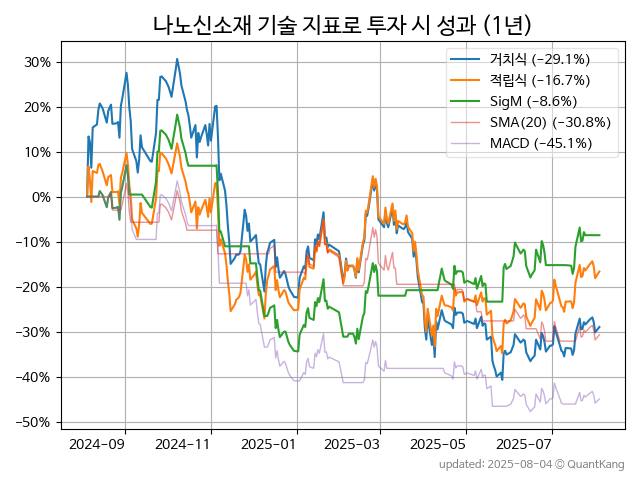 나노신소재 기술 지표로 투자 시 성과 (1년)
거치식 (−29.1%)
적립식 (−16.7%)
SigM (−8.6%)
SMA(20) (−30.8%)
MACD (−45.1%)
30%
20%
10%
0%
−10%
−20%
−30%
−40%
−50%
2024-09 2024-11 2025-01 2025-03 2025-05 2025-07
updated: 2025-08-04 © QuantKang